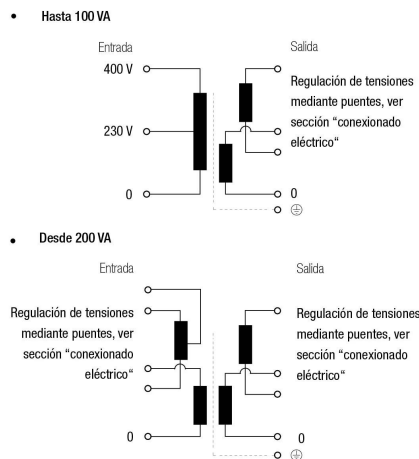 • Hasta 100 VA
Entrada
Salida
400 V
230 V
0
Regulación de tensiones
mediante puentes, ver
sección “conexionado
eléctrico“
0
• Desde 200 VA
Entrada
Salida
Regulación de tensiones
mediante puentes, ver
sección “conexionado
eléctrico“
0
Regulación de tensiones
mediante puentes, ver
sección “conexionado
eléctrico“
0